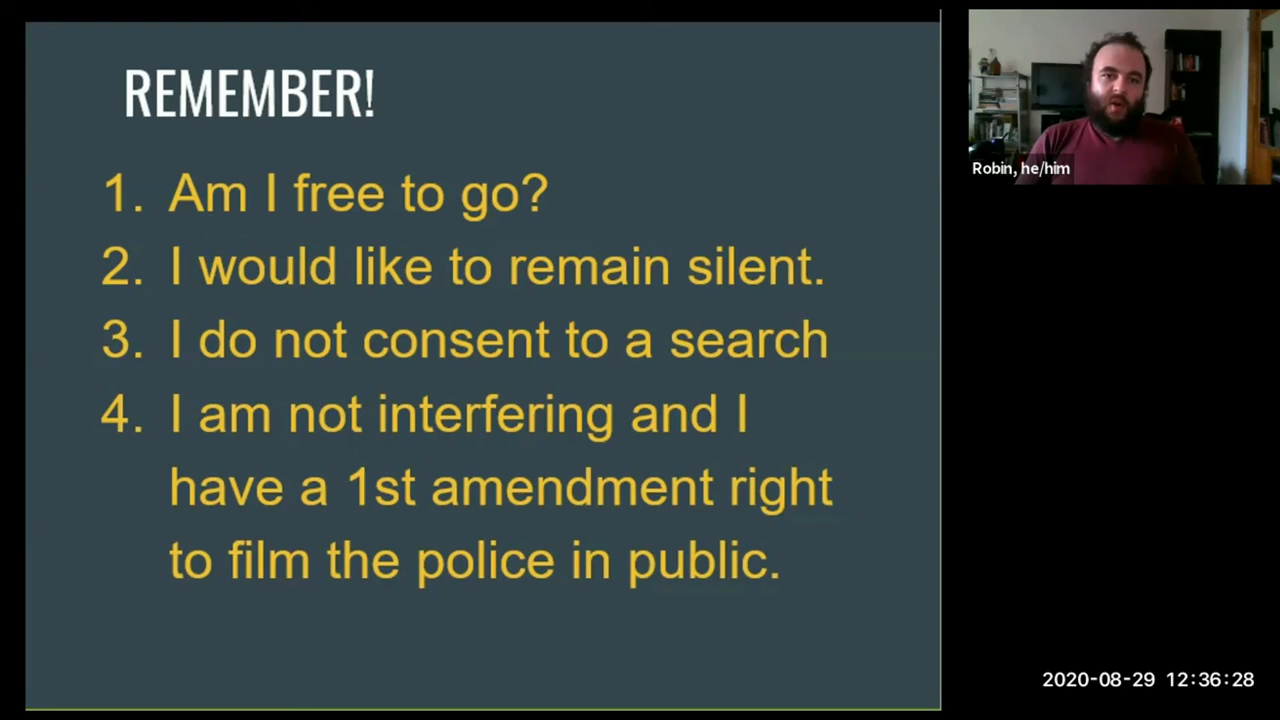 REMEMBER!
1. Am I free to go?
2. I would like to remain silent.
3. I do not consent to a search
4. I am not interfering and I
have a 1st amendment right
to film the police in public.
Robin, he/him
2020-08-29 12:36:28